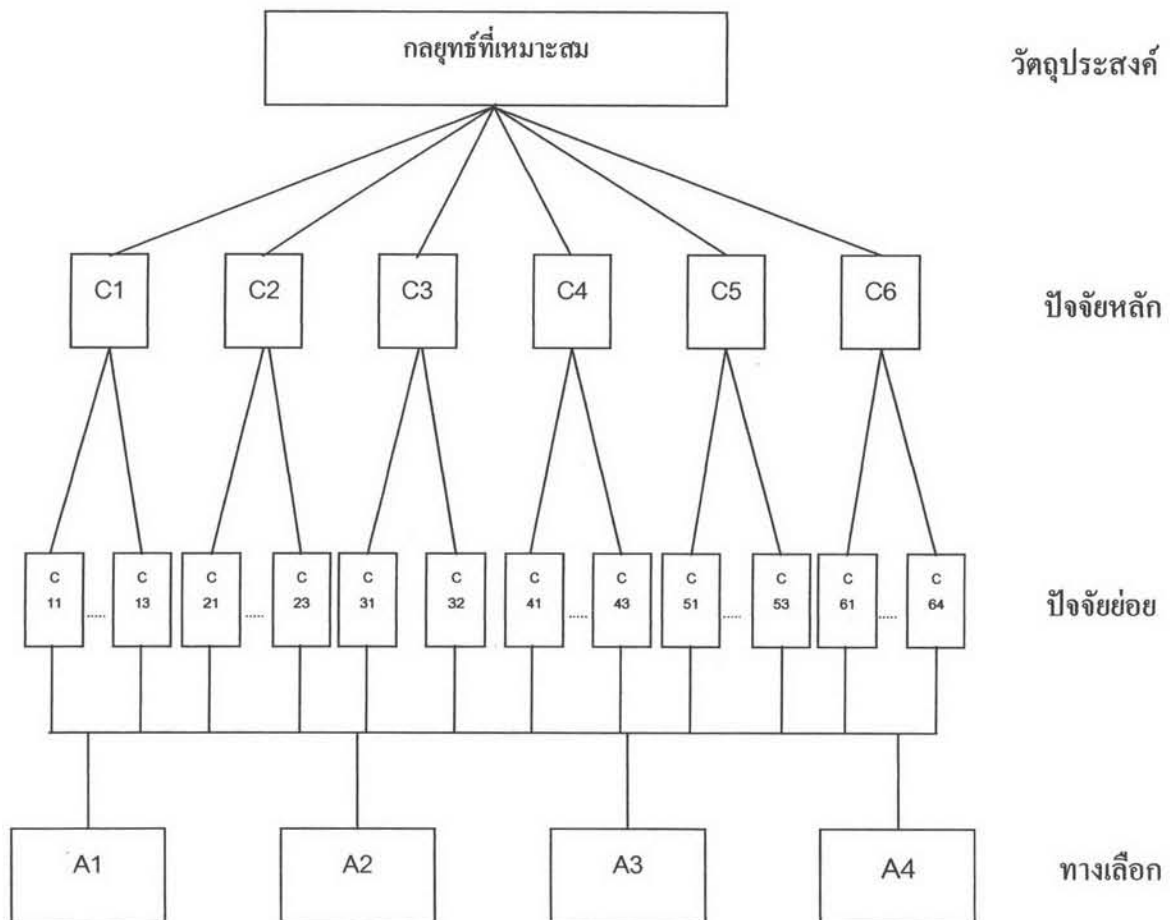 กลยุทธ์ที่เหมาะสม
วัตถุประสงค์
C1 C2 C3 C4 C5 C6
ปัจจัยหลัก
C C C C C C C C C C C C
11 ..... 13 21 ..... 23 31 32 41 ..... 43 51 ..... 53 61 ..... 64
ปัจจัยย่อย
A1 A2 A3 A4
ทางเลือก